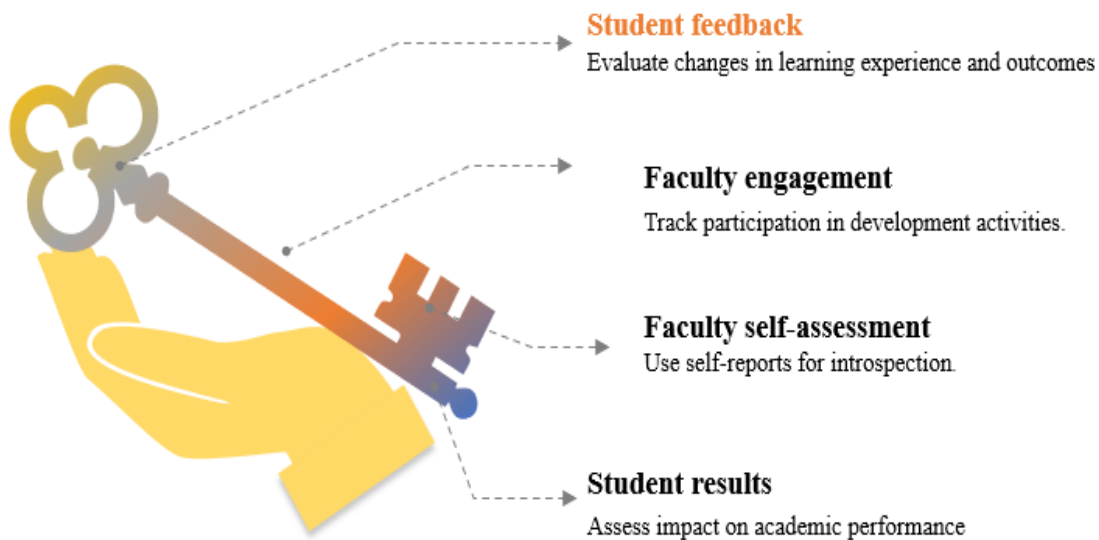 Student feedback
Evaluate changes in learning experience and outcomes
Faculty engagement
Track participation in development activities.
Faculty self-assessment
Use self-reports for introspection.
Student results
Assess impact on academic performance